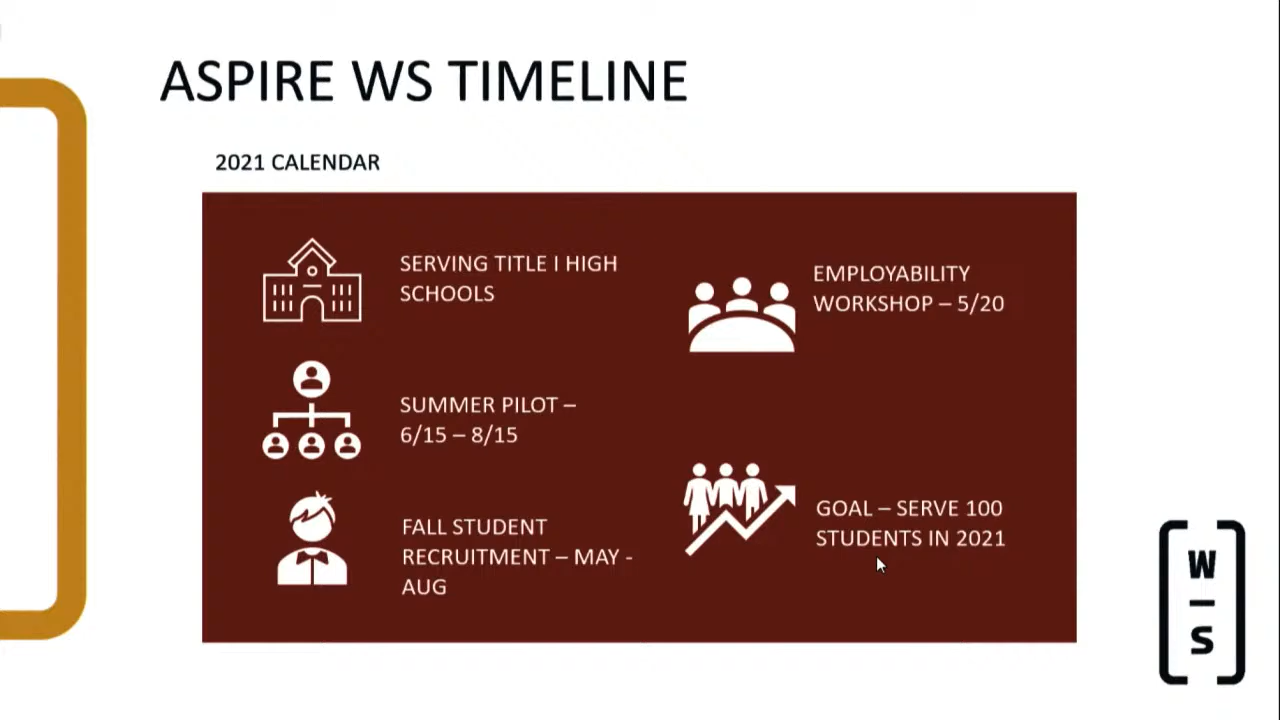 ASPIRE WS TIMELINE
2021 CALENDAR
SERVING TITLE I HIGH
SCHOOLS
SUMMER PILOT –
6/15 – 8/15
FALL STUDENT
RECRUITMENT – MAY -
AUG
EMPLOYABILITY
WORKSHOP – 5/20
GOAL – SERVE 100
STUDENTS IN 2021
W
–
S